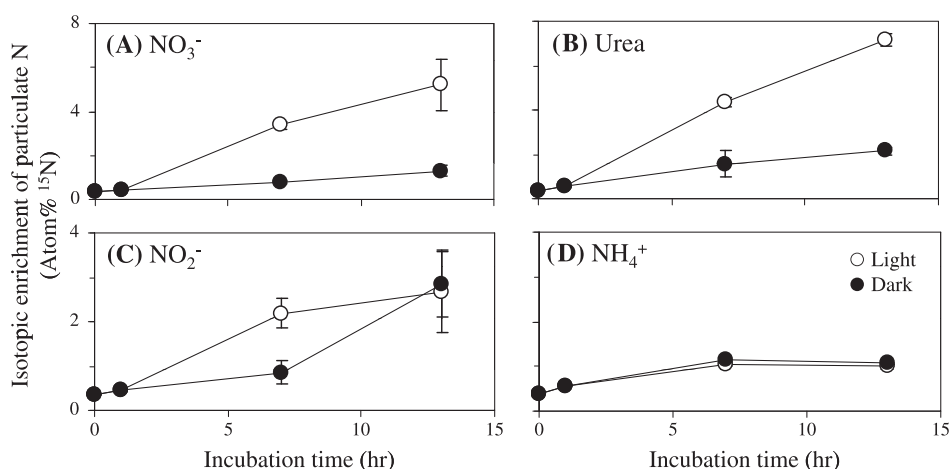 Isotopic enrichment of particulate N
(Atom% ¹⁵N)
(A) NO₃⁻
8
4
0
(B) Urea
(C) NO₂⁻
4
2
0
0
5
10
15
Incubation time (hr)
(D) NH₄⁺
Light
Dark
0
5
10
15
Incubation time (hr)